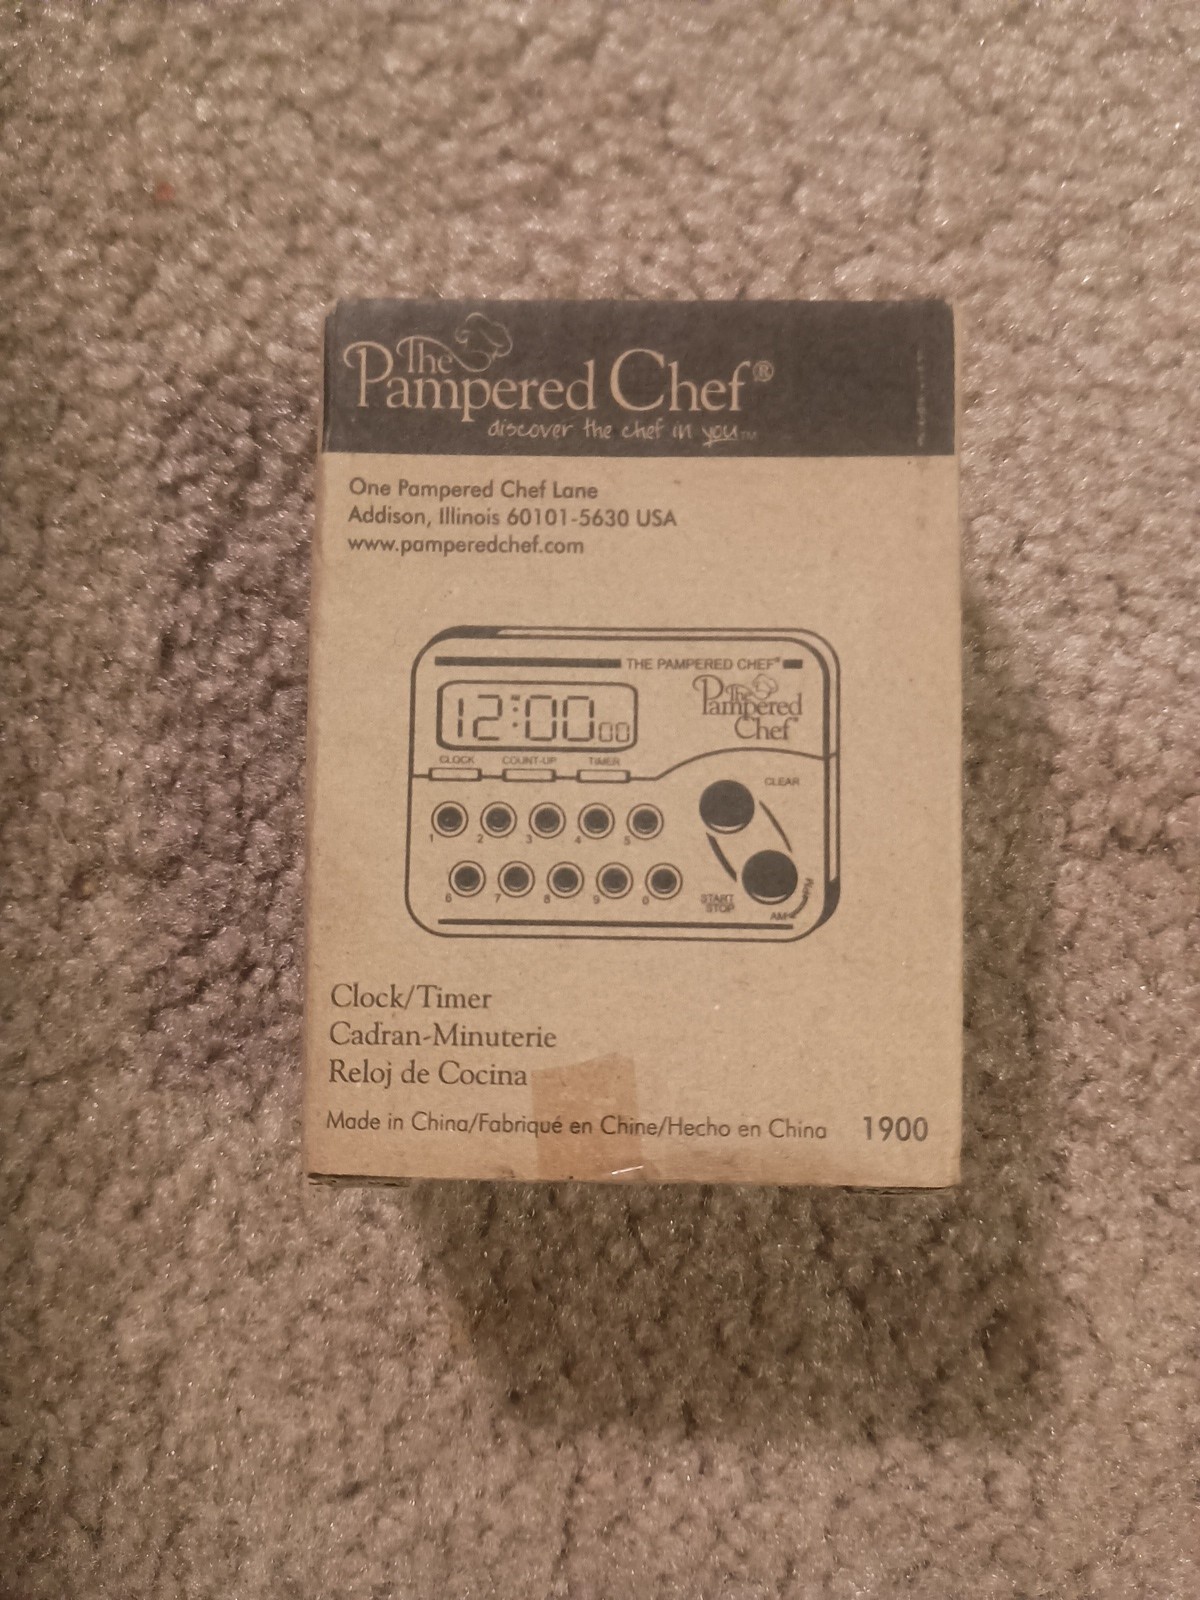 The
Pampered Chef®
discover the chef in you™
One Pampered Chef Lane
Addison, Illinois 60101-5630 USA
www.pamperedchef.com
THE PAMPERED CHEF®
12:00 00
The
Pampered
Chef®
CLOCK COUNT-UP TIMER
CLEAR
1 2 3 4 5
6 7 8 9 0
START
STOP
AM PM
Clock/Timer
Cadran-Minuterie
Reloj de Cocina
Made in China/Fabriqué en Chine/Hecho en China 1900